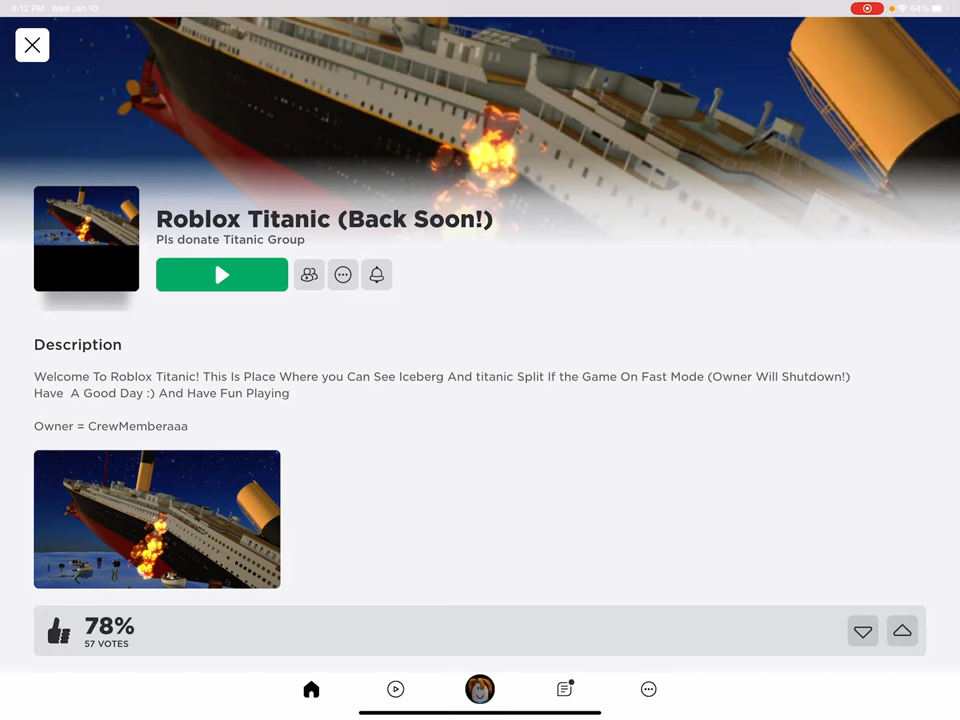 6:12 PM Wed Jan 10
64%
Roblox Titanic (Back Soon!)
Pls donate Titanic Group
Description
Welcome To Roblox Titanic! This Is Place Where you Can See Iceberg And titanic Split If the Game On Fast Mode (Owner Will Shutdown!)
Have  A Good Day :) And Have Fun Playing
Owner = CrewMemberaaa
78%
57 VOTES